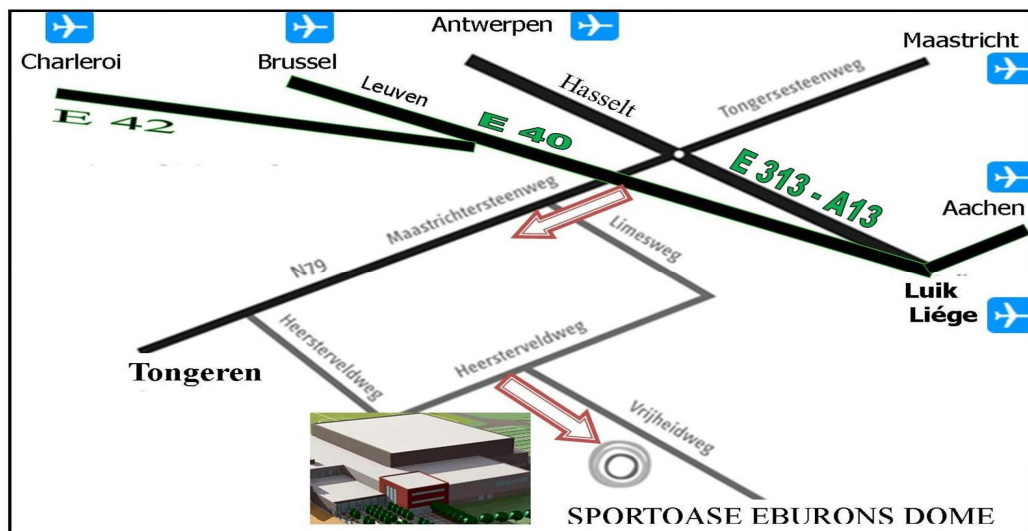 Antwerpen
Maastricht
Charleroi
Brussel
Leuven
Hasselt
Tongersesteenweg
E 42
E 40
E 313 - A13
Aachen
Maastrichtersteenweg
Limesweg
N79
Luik
Liége
Heersterveldweg
Heersterveldweg
Tongeren
Vrijheidweg
SPORTOASE EBURONS DOME